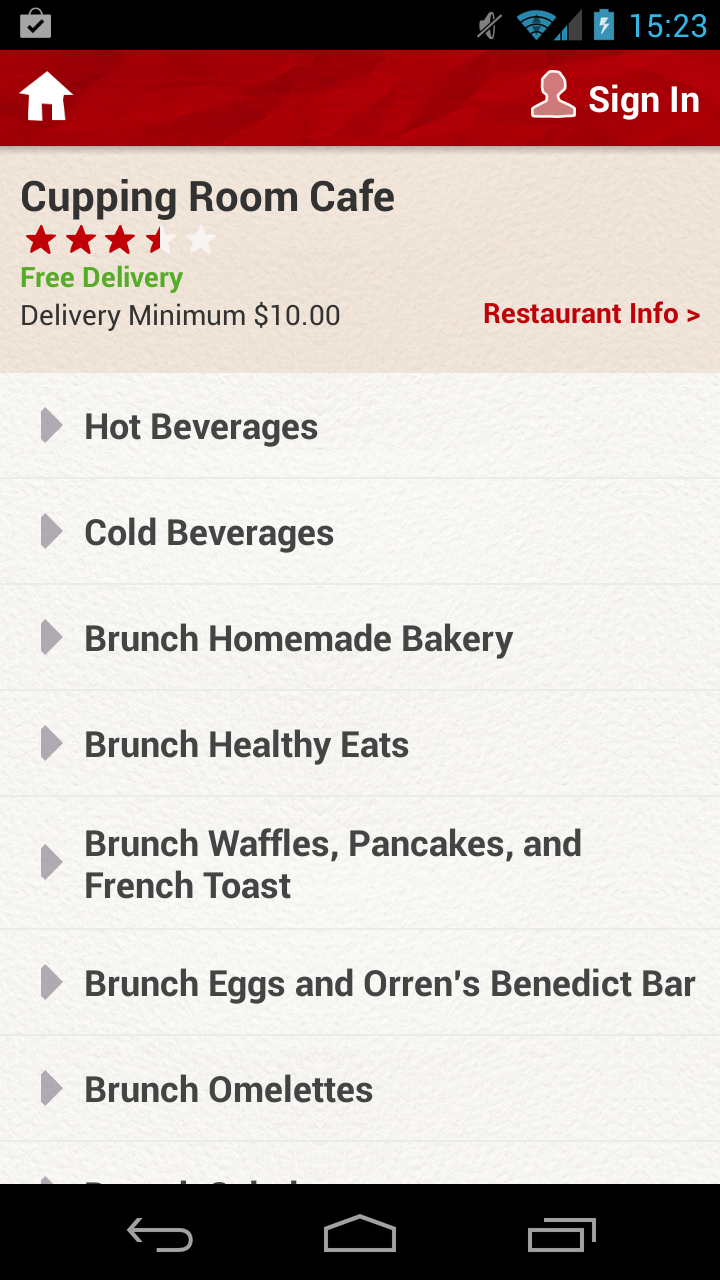 15:23
Sign In
Cupping Room Cafe
Free Delivery
Delivery Minimum $10.00
Restaurant Info >
Hot Beverages
Cold Beverages
Brunch Homemade Bakery
Brunch Healthy Eats
Brunch Waffles, Pancakes, and
French Toast
Brunch Eggs and Orren's Benedict Bar
Brunch Omelettes